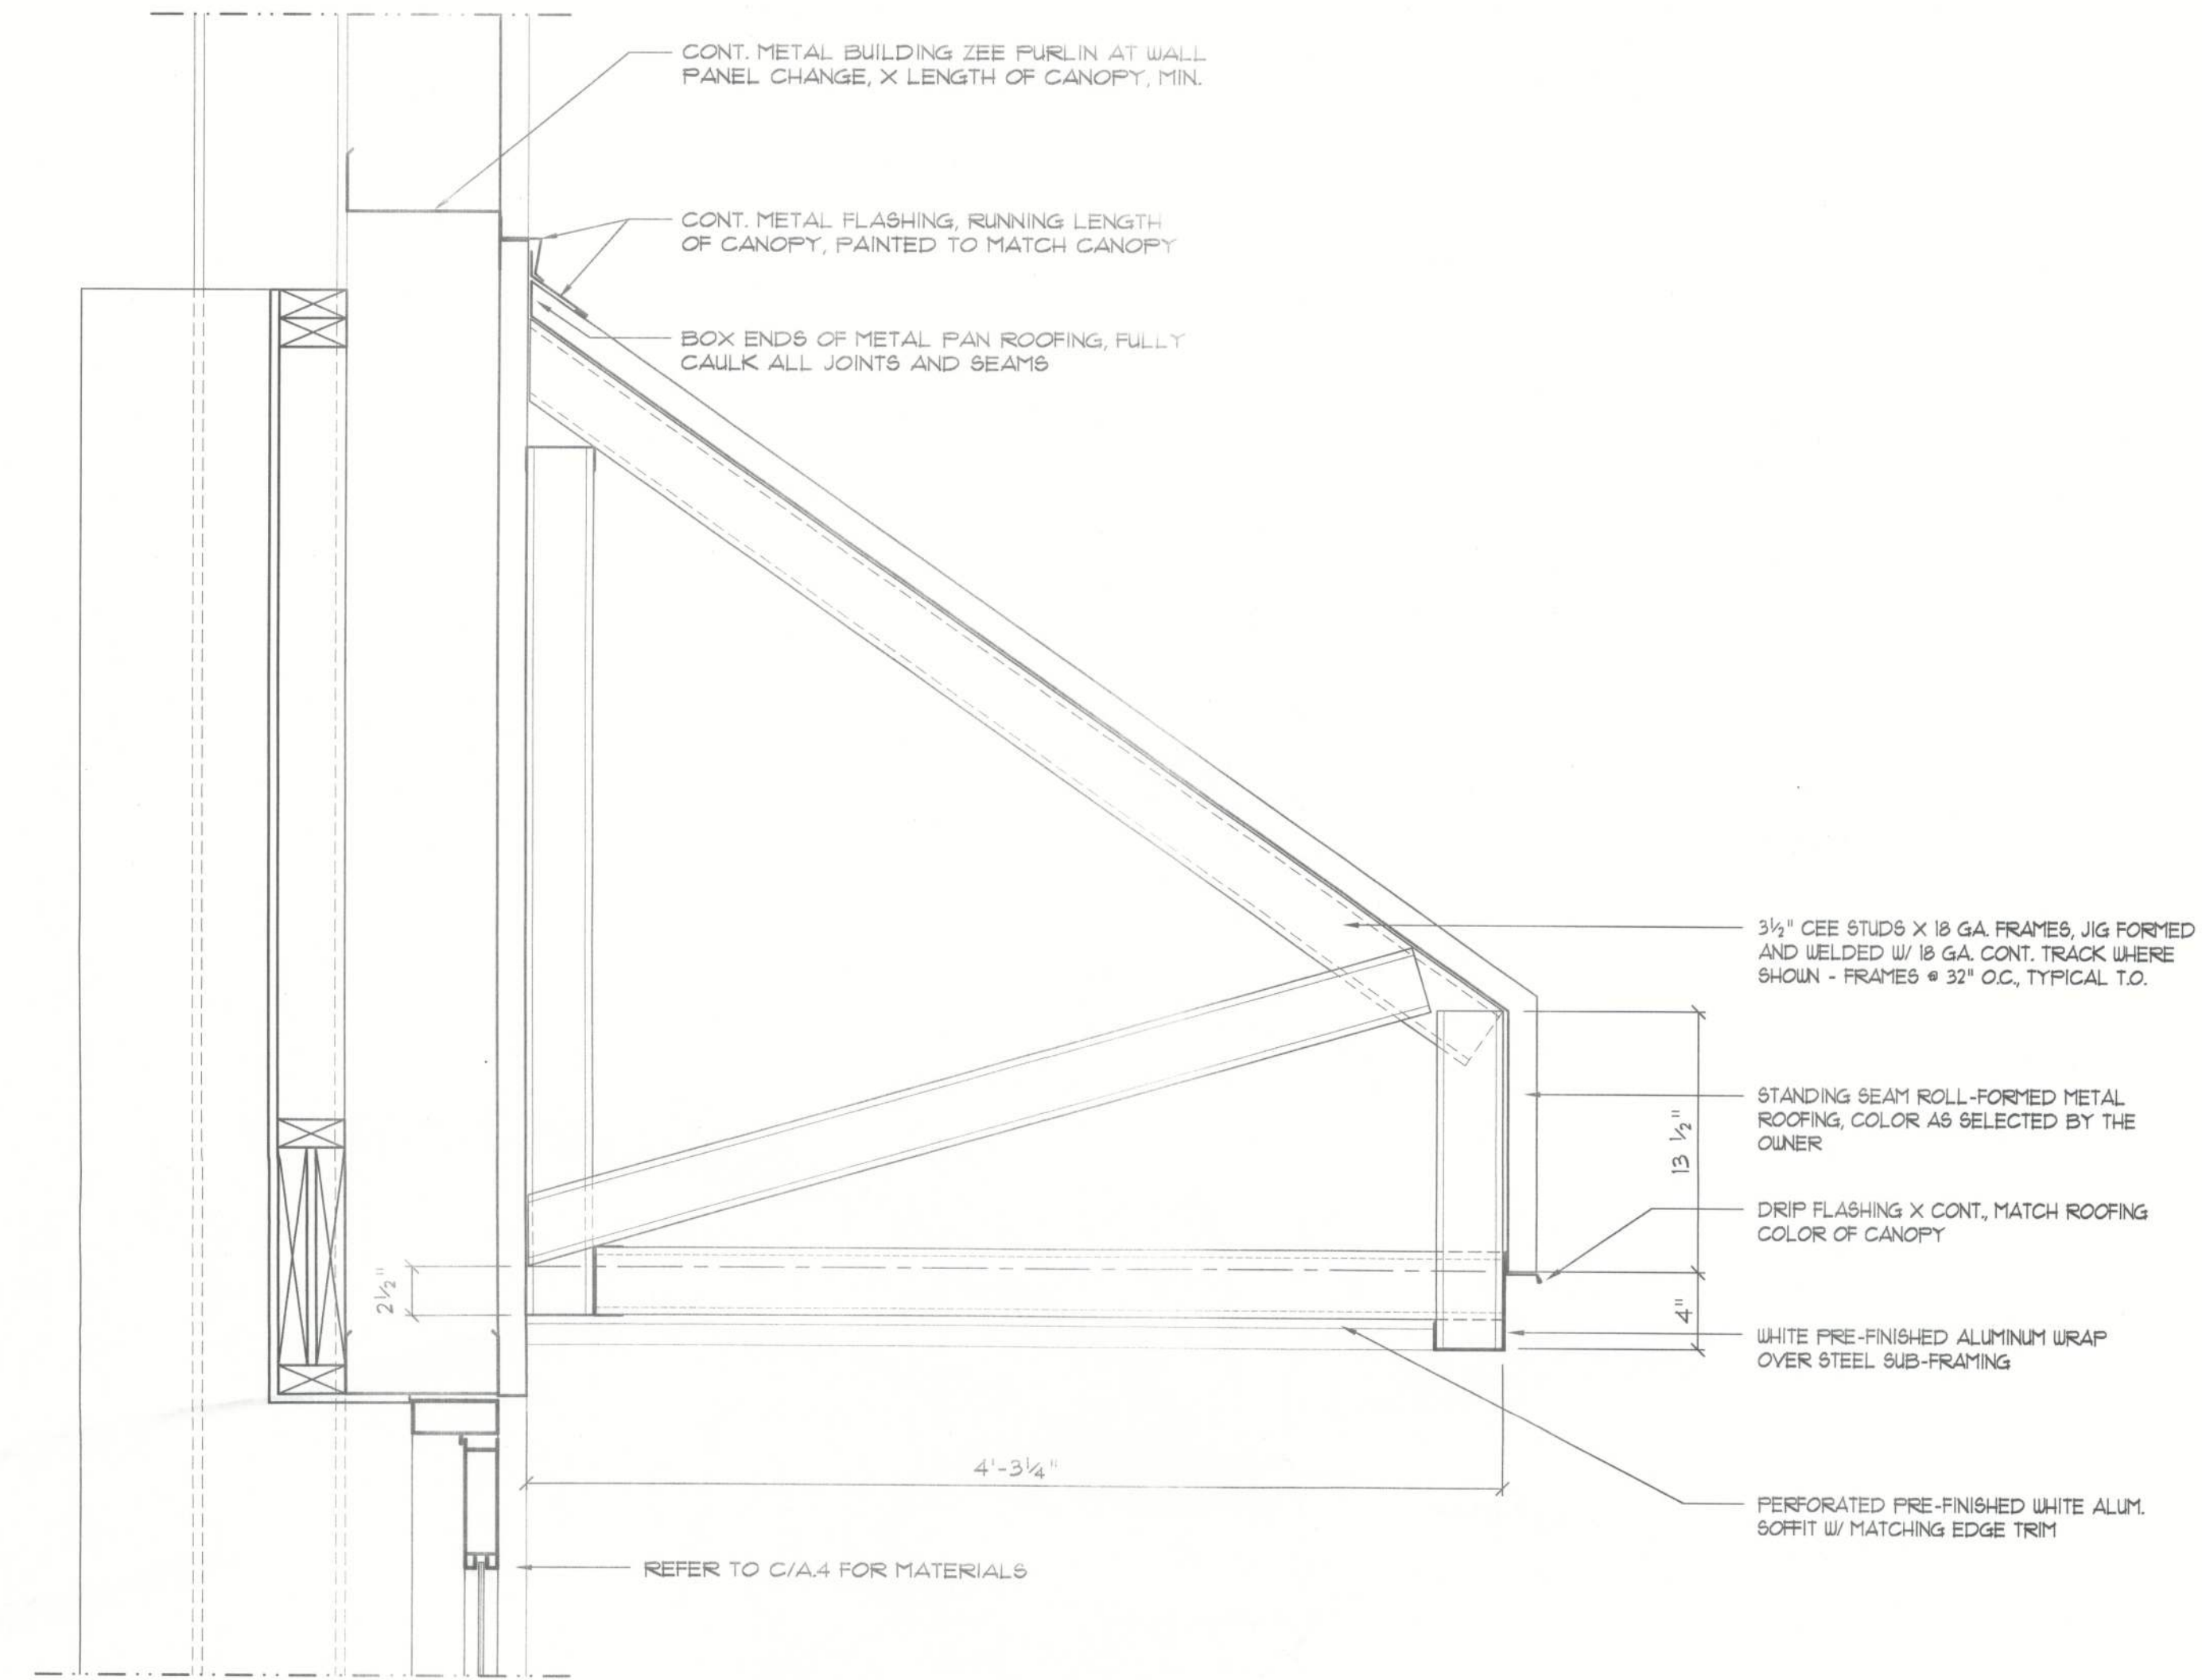 CONT. METAL BUILDING ZEE PURLIN AT WALL
PANEL CHANGE, X LENGTH OF CANOPY, MIN.
CONT. METAL FLASHING, RUNNING LENGTH
OF CANOPY, PAINTED TO MATCH CANOPY
BOX ENDS OF METAL PAN ROOFING, FULLY
CAULK ALL JOINTS AND SEAMS
3½" CEE STUDS X 18 GA. FRAMES, JIG FORMED
AND WELDED W/ 18 GA. CONT. TRACK WHERE
SHOWN - FRAMES @ 32" O.C., TYPICAL T.O.
STANDING SEAM ROLL-FORMED METAL
ROOFING, COLOR AS SELECTED BY THE
OWNER
13 ½"
DRIP FLASHING X CONT., MATCH ROOFING
COLOR OF CANOPY
2½"
4"
WHITE PRE-FINISHED ALUMINUM WRAP
OVER STEEL SUB-FRAMING
4'-3¼"
PERFORATED PRE-FINISHED WHITE ALUM.
SOFFIT W/ MATCHING EDGE TRIM
REFER TO C/A.4 FOR MATERIALS